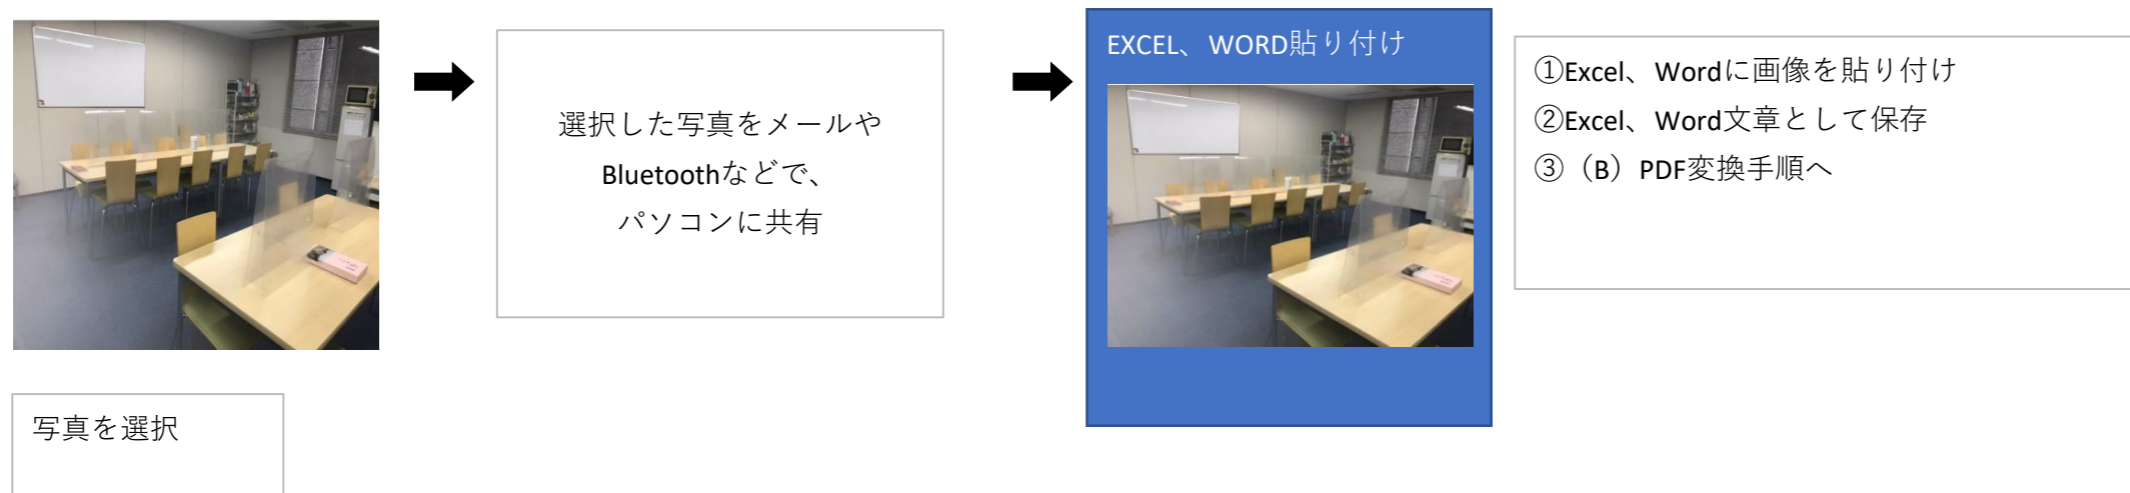 写真を選択
選択した写真をメールや
Bluetoothなどで、
パソコンに共有
EXCEL、WORD貼り付け
①Excel、Wordに画像を貼り付け
②Excel、Word文章として保存
③（B）PDF変換手順へ